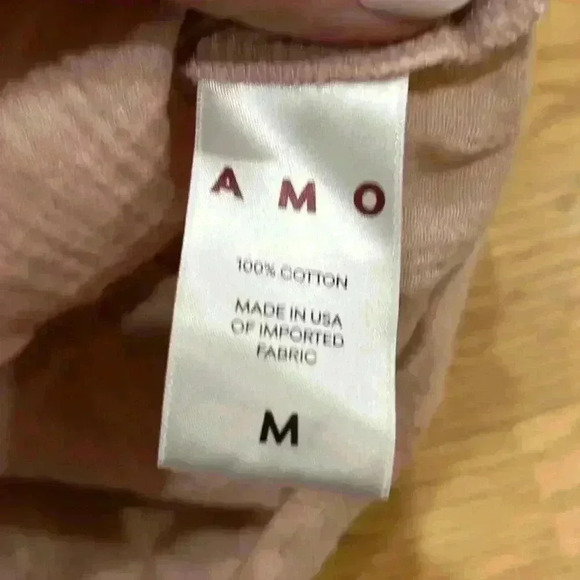 AMO
100% COTTON
MADE IN USA
OF IMPORTED
FABRIC
M